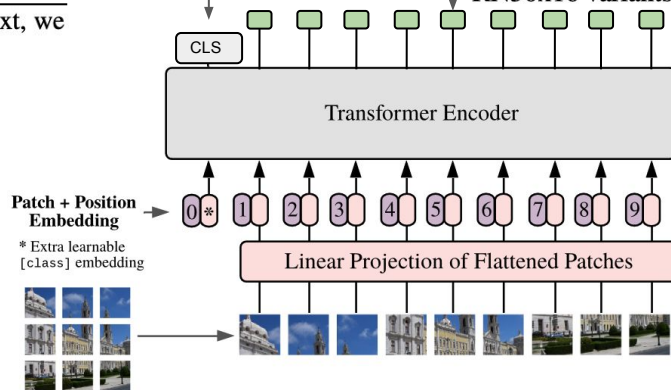 xt, we
CLS
Transformer Encoder
Patch + Position
Embedding
0 * 1 2 3 4 5 6 7 8 9
* Extra learnable
[class] embedding
Linear Projection of Flattened Patches